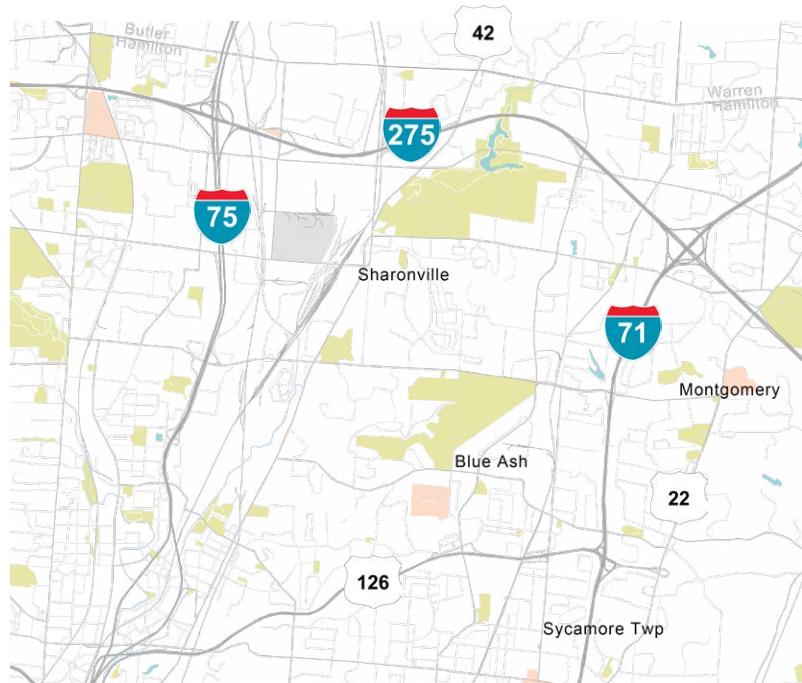 42
Butler
Hamilton
Warren
Hamilton
275
75
Sharonville
71
Montgomery
Blue Ash
22
126
Sycamore Twp